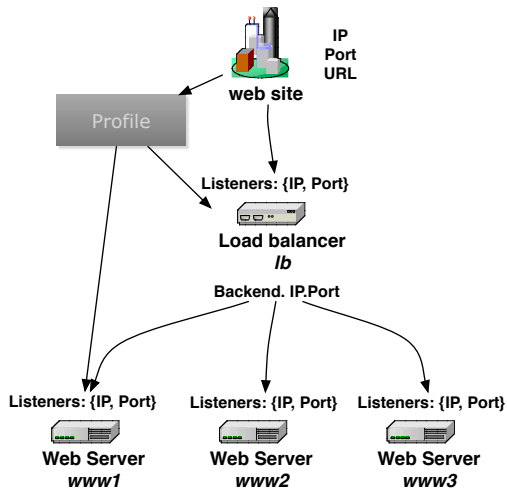 IP
Port
URL
web site
Profile
Listeners: {IP, Port}
Load balancer
lb
Backend. IP.Port
Listeners: {IP, Port}
Listeners: {IP, Port}
Listeners: {IP, Port}
Web Server
Web Server
Web Server
www1
www2
www3